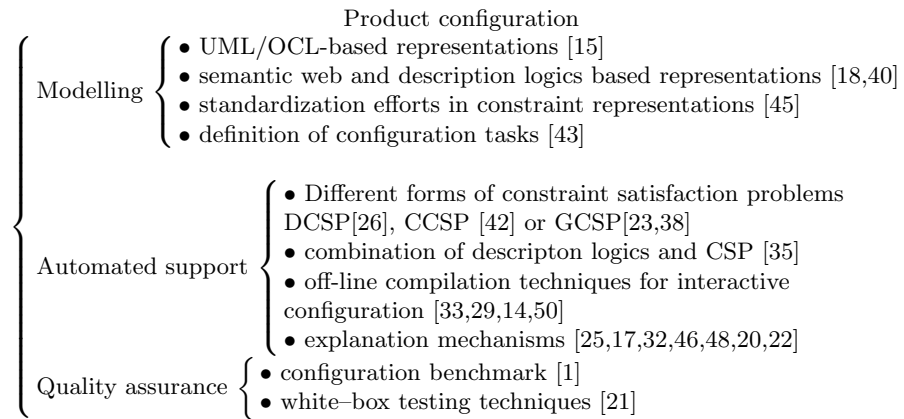 Product configuration
Modelling
• UML/OCL-based representations [15]
• semantic web and description logics based representations [18,40]
• standardization efforts in constraint representations [45]
• definition of configuration tasks [43]
Automated support
• Different forms of constraint satisfaction problems
DCSP[26], CCSP [42] or GCSP[23,38]
• combination of descripton logics and CSP [35]
• off-line compilation techniques for interactive
configuration [33,29,14,50]
• explanation mechanisms [25,17,32,46,48,20,22]
Quality assurance
• configuration benchmark [1]
• white–box testing techniques [21]